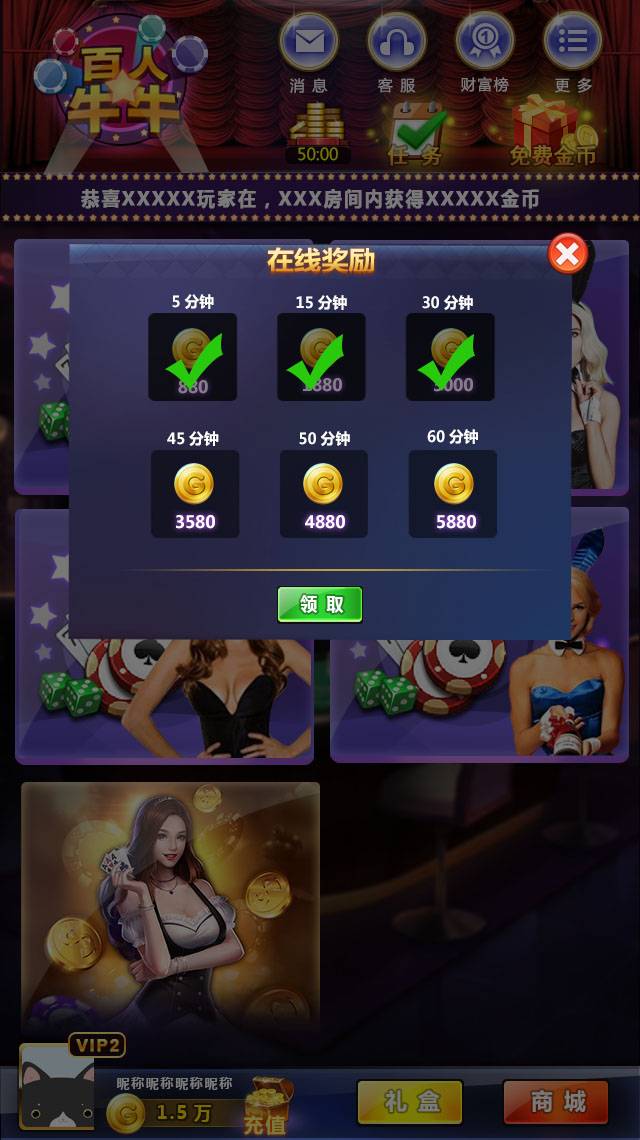 百人
牛牛
消息
客服
财富榜
更多
50:00
任务
免费金币
恭喜XXXXX玩家在，XXX房间内获得XXXXX金币
在线奖励
5 分钟
15 分钟
30 分钟
880
1880
3000
45 分钟
50 分钟
60 分钟
3580
4880
5880
领取
VIP2
昵称昵称昵称昵称
1.5 万
充值
礼盒
商城